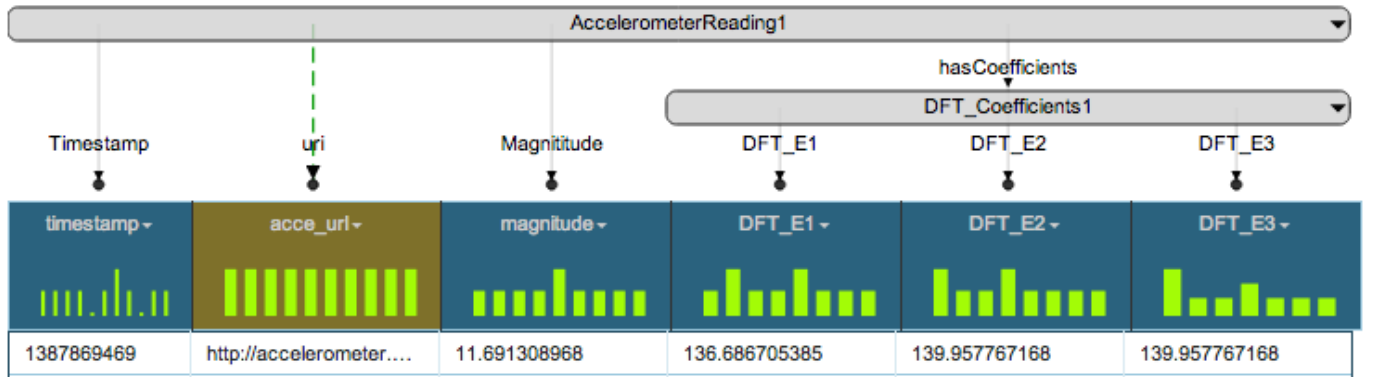 AccelerometerReading1
hasCoefficients
DFT_Coefficients1
Timestamp uri Magnititude DFT_E1 DFT_E2 DFT_E3
timestamp acce_url magnitude DFT_E1 DFT_E2 DFT_E3
1387869469 http://accelerometer.... 11.691308968 136.686705385 139.957767168 139.957767168